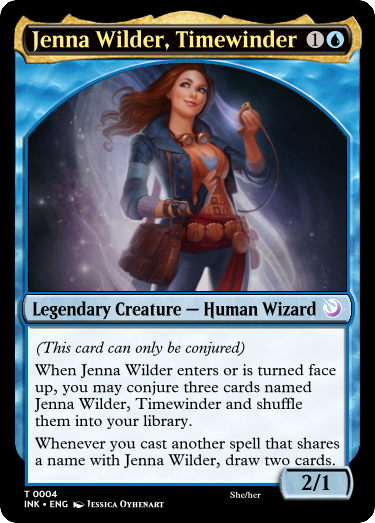 Jenna Wilder, Timewinder 1
Legendary Creature — Human Wizard
(This card can only be conjured)
When Jenna Wilder enters or is turned face
up, you may conjure three cards named
Jenna Wilder, Timewinder and shuffle
them into your library.
Whenever you cast another spell that shares
a name with Jenna Wilder, draw two cards.
2/1
T 0004
INK • ENG Jessica Oyhenart
She/her